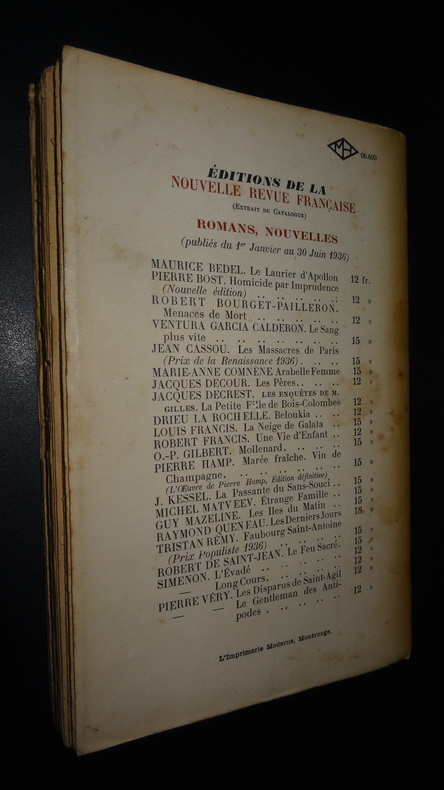 MH
06.600
ÉDITIONS DE LA
NOUVELLE REVUE FRANÇAISE
(Extrait du Catalogue)
ROMANS, NOUVELLES
(publiés du 1er Janvier au 30 Juin 1936)
MAURICE BEDEL. Le Laurier d'Apollon 12 fr.
PIERRE BOST. Homicide par Imprudence
(Nouvelle édition) .. .. .. .. .. .. 12 »
ROBERT BOURGET-PAILLERON.
Menaces de Mort .. .. .. .. .. .. 12 »
VENTURA GARCIA CALDERON. Le Sang
plus vite .. .. .. .. .. .. .. .. 15 »
JEAN CASSOU. Les Massacres de Paris
(Prix de la Renaissance 1936) .. .. 15 »
MARIE-ANNE COMNÈNE. Arabelle Femme 15 »
JACQUES DECOUR. Les Pères .. .. .. 12 »
JACQUES DECREST. LES ENQUÊTES DE M.
GILLES. La Petite Fille de Bois-Colombes 12 »
DRIEU LA ROCHELLE. Beloukia .. .. 12 »
LOUIS FRANCIS. La Neige de Galata .. 15 »
ROBERT FRANCIS. Une Vie d'Enfant .. 12 »
O.-P. GILBERT. Mollenard .. .. .. 15 »
PIERRE HAMP. Marée fraîche. Vin de
Champagne. .. .. .. .. .. .. .. 15 »
(L'Œuvre de Pierre Hamp, Edition définitive)
J. KESSEL. La Passante du Sans-Souci .. 15 »
MICHEL MATVEEV. Étrange Famille .. 15 »
GUY MAZELINE. Les Iles du Matin .. 18 »
RAYMOND QUENEAU. Les Derniers Jours 15 »
TRISTAN RÉMY. Faubourg Saint-Antoine
(Prix Populiste 1936) .. .. .. .. 15 »
ROBERT DE SAINT-JEAN. Le Feu Sacré. 15 »
SIMENON. L'Évadé .. .. .. .. .. 12 »
— Long Cours. .. .. .. .. .. 15 »
PIERRE VÉRY. Les Disparus de Saint-Agil 12 »
— — Le Gentleman des Anti-
podes . .. .. .. .. .. 12 »
L'Imprimerie Moderne, Montrouge.